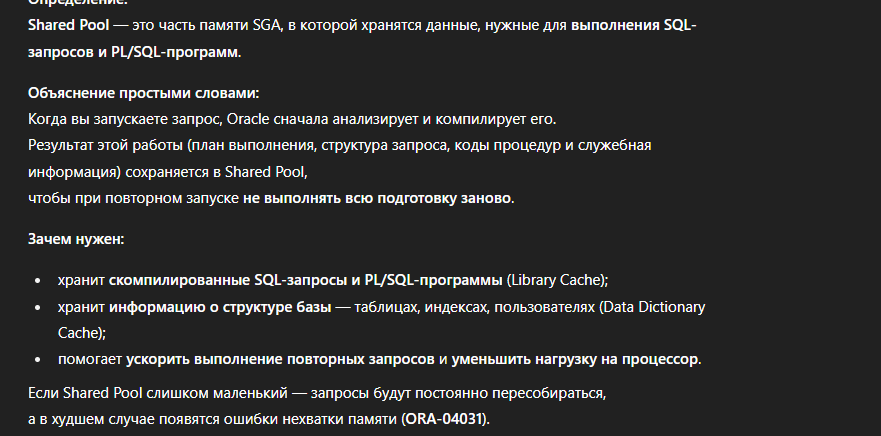 Определение:
Shared Pool — это часть памяти SGA, в которой хранятся данные, нужные для выполнения SQL-
запросов и PL/SQL-программ.
Объяснение простыми словами:
Когда вы запускаете запрос, Oracle сначала анализирует и компилирует его.
Результат этой работы (план выполнения, структура запроса, коды процедур и служебная
информация) сохраняется в Shared Pool,
чтобы при повторном запуске не выполнять всю подготовку заново.
Зачем нужен:
• хранит скомпилированные SQL-запросы и PL/SQL-программы (Library Cache);
• хранит информацию о структуре базы — таблицах, индексах, пользователях (Data Dictionary
Cache);
• помогает ускорить выполнение повторных запросов и уменьшить нагрузку на процессор.
Если Shared Pool слишком маленький — запросы будут постоянно пересобираться,
а в худшем случае появятся ошибки нехватки памяти (ORA-04031).